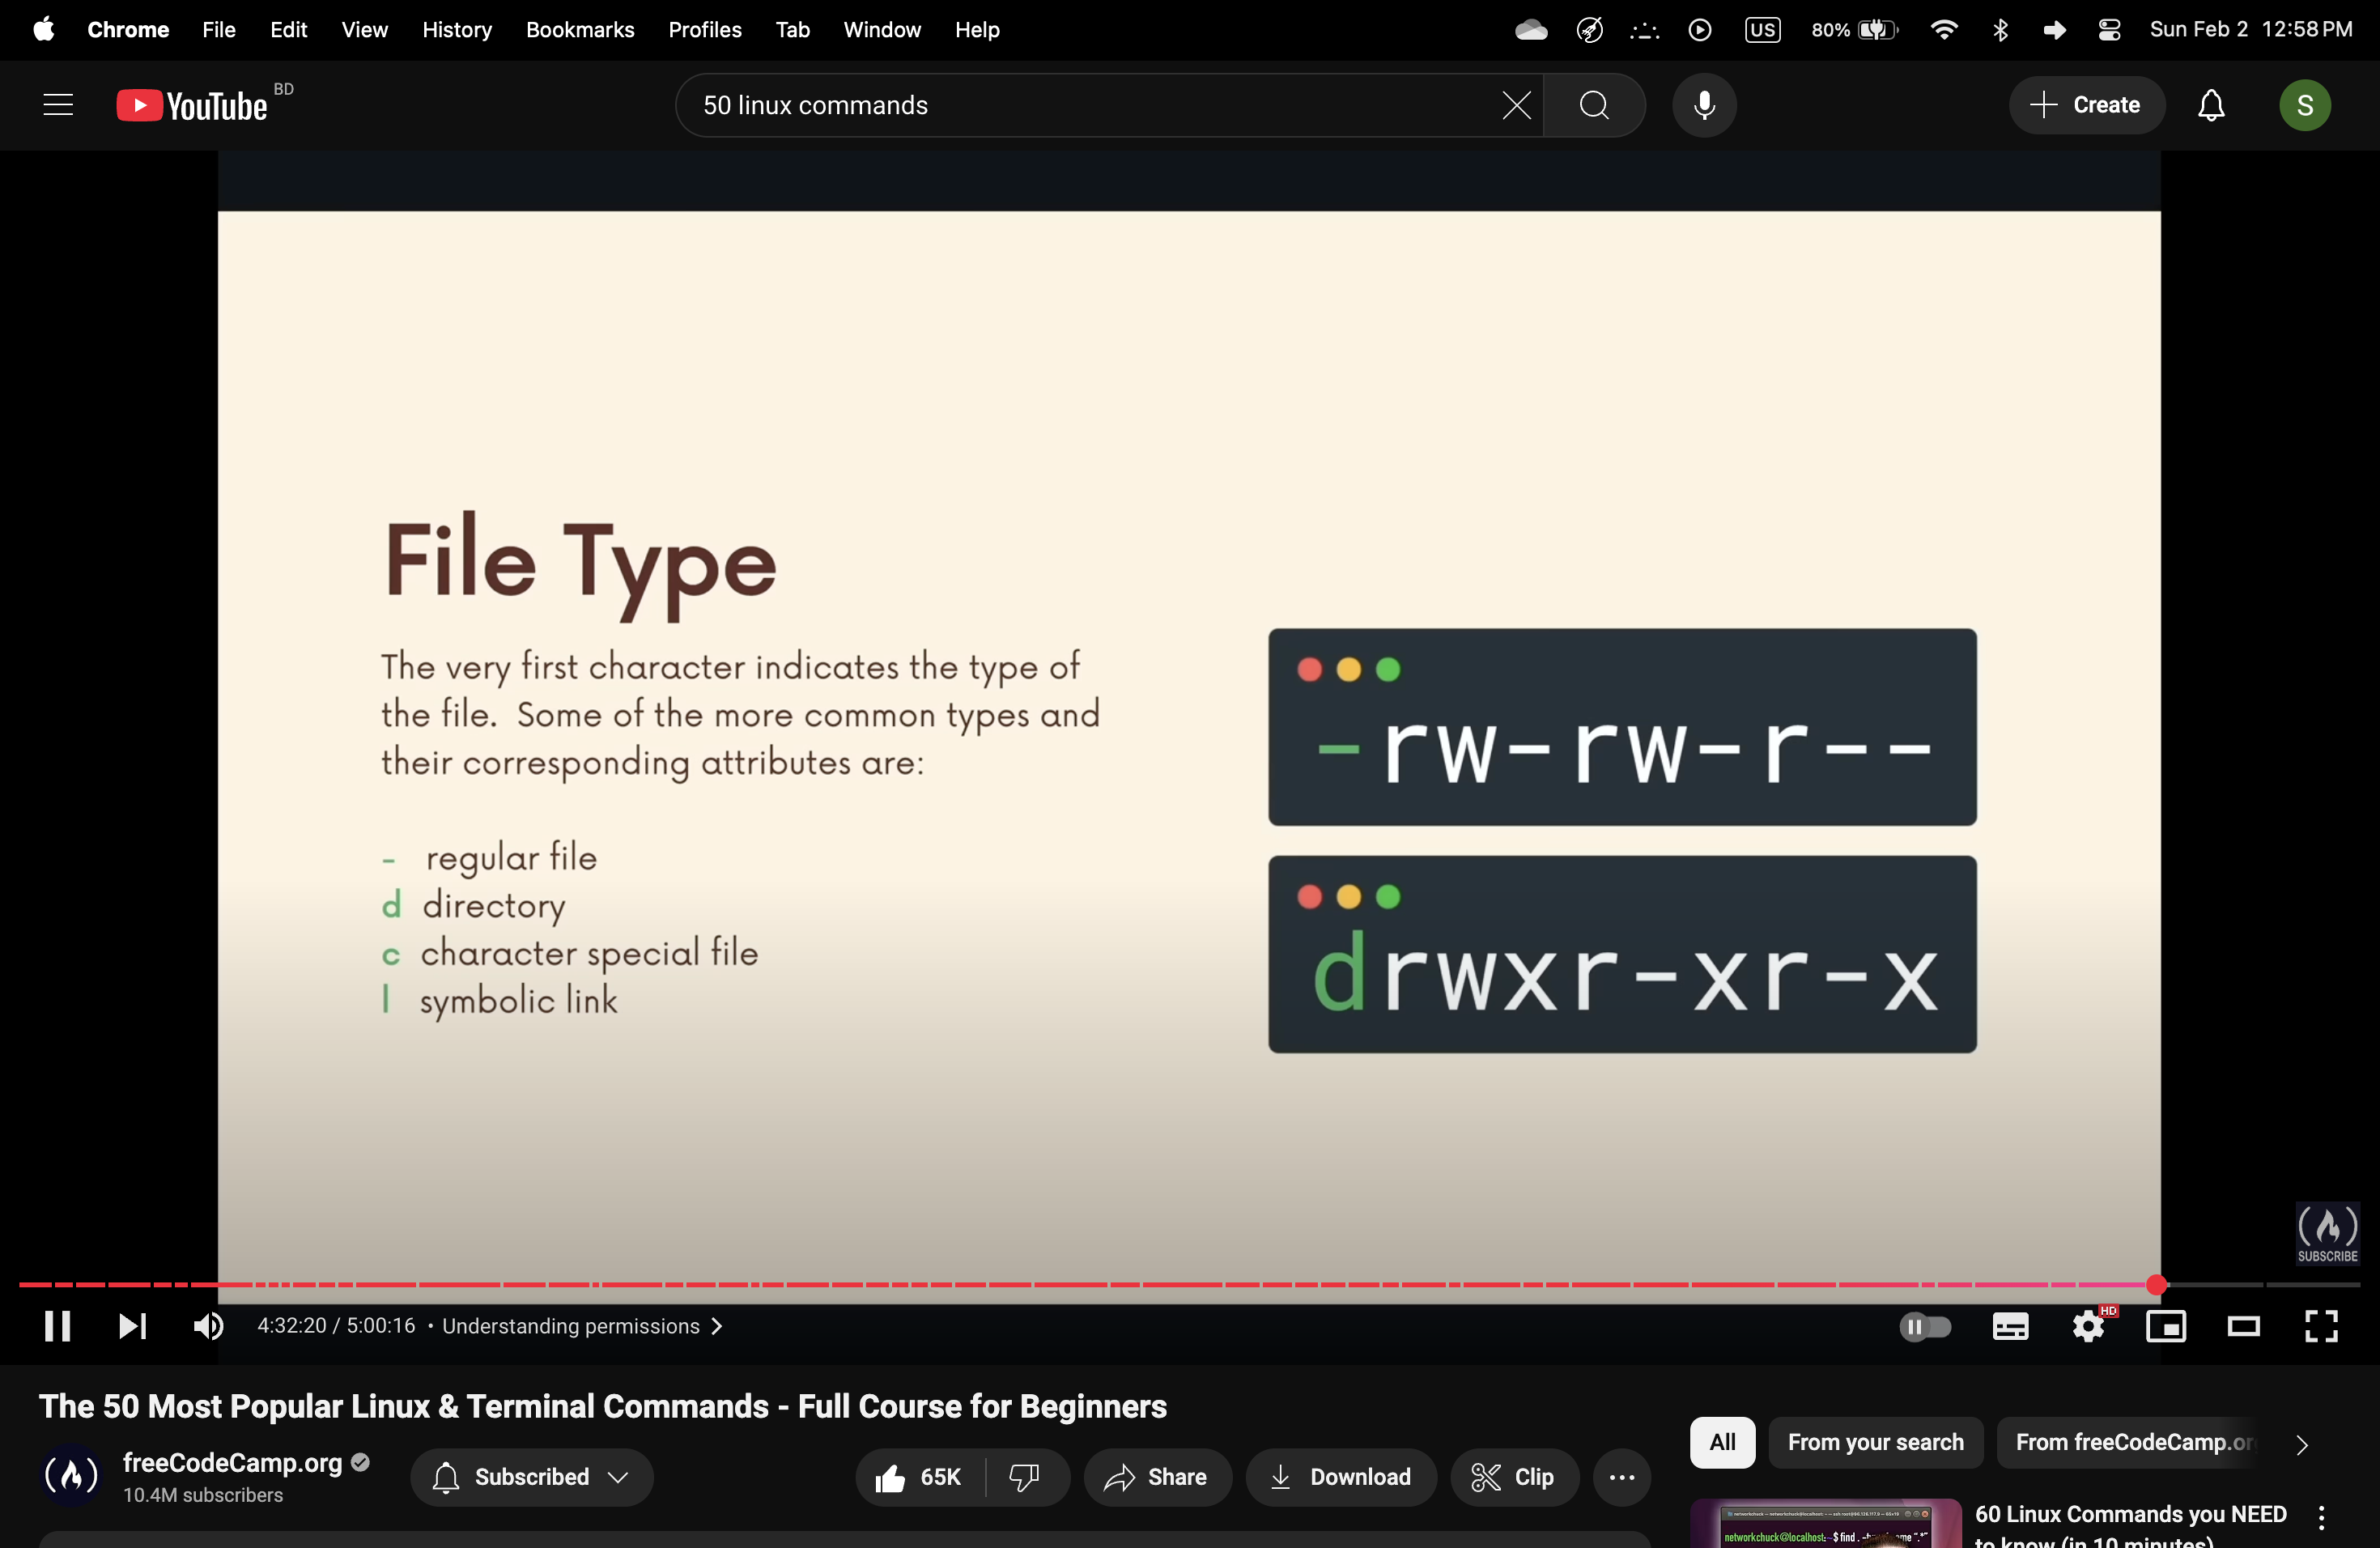 Chrome File Edit View History Bookmarks Profiles Tab Window Help US 80% Sun Feb 2 12:58 PM
YouTube BD 50 linux commands Create S
File Type
The very first character indicates the type of
the file. Some of the more common types and
their corresponding attributes are:
- regular file
d directory
c character special file
l symbolic link
-rw-rw-r--
drwxr-xr-x
SUBSCRIBE
4:32:20 / 5:00:16 • Understanding permissions HD
The 50 Most Popular Linux & Terminal Commands - Full Course for Beginners
freeCodeCamp.org
10.4M subscribers
Subscribed 65K Share Download Clip
All From your search From freeCodeCamp.or
60 Linux Commands you NEED
to know (in 10 minutes)
networkchuck@localhost:~$ find . -